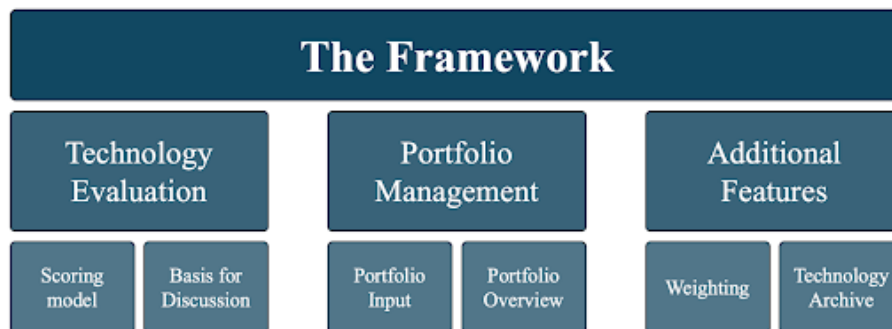 The Framework
Technology
Evaluation
Portfolio
Management
Additional
Features
Scoring
model
Basis for
Discussion
Portfolio
Input
Portfolio
Overview
Weighting
Technology
Archive